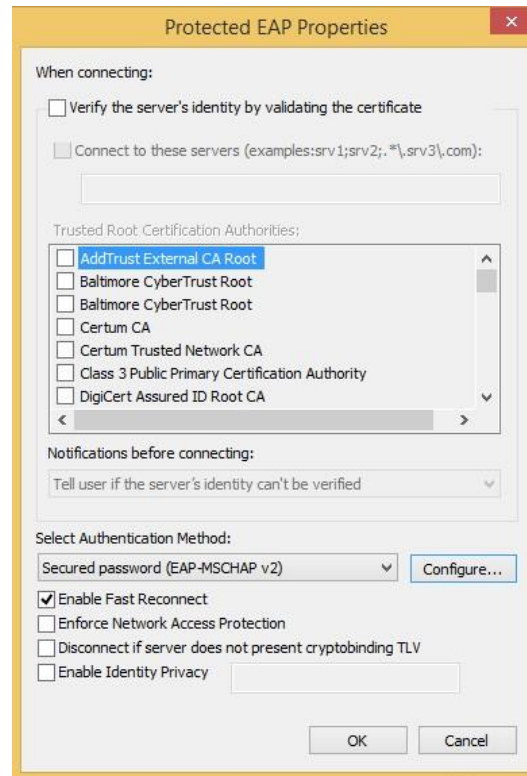 Protected EAP Properties
When connecting:
Verify the server's identity by validating the certificate
Connect to these servers (examples:srv1;srv2;.*\.srv3\.com):
Trusted Root Certification Authorities:
AddTrust External CA Root
Baltimore CyberTrust Root
Baltimore CyberTrust Root
Certum CA
Certum Trusted Network CA
Class 3 Public Primary Certification Authority
DigiCert Assured ID Root CA
Notifications before connecting:
Tell user if the server's identity can't be verified
Select Authentication Method:
Secured password (EAP-MSCHAP v2)
Configure...
Enable Fast Reconnect
Enforce Network Access Protection
Disconnect if server does not present cryptobinding TLV
Enable Identity Privacy
OK
Cancel